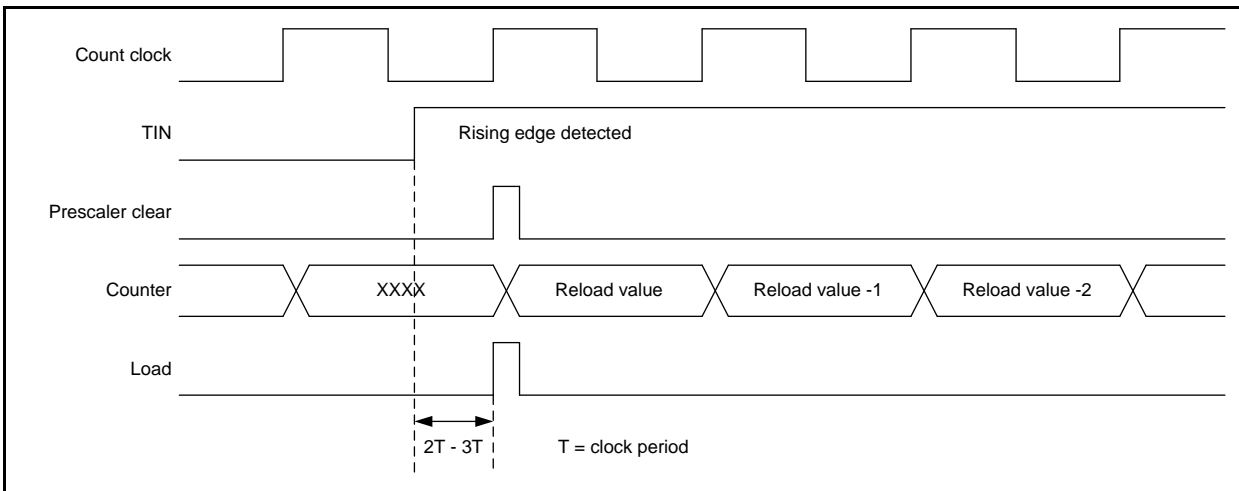 Count clock
TIN
Rising edge detected
Prescaler clear
Counter
XXXX
Reload value
Reload value -1
Reload value -2
Load
2T - 3T
T = clock period